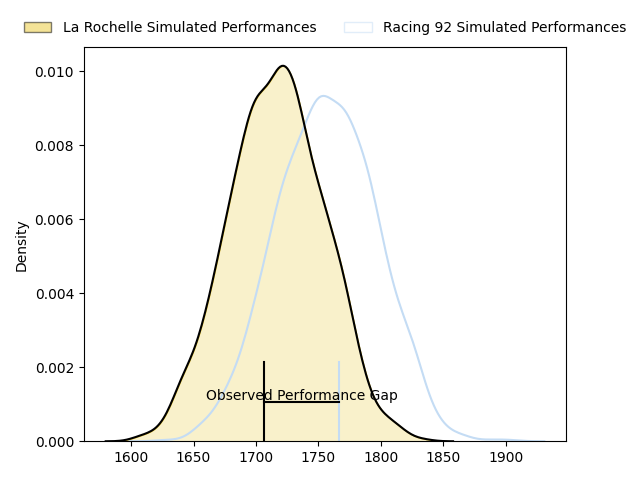 La Rochelle Simulated Performances
Racing 92 Simulated Performances
0.010
0.008
0.006
0.004
0.002
0.000
Density
Observed Performance Gap
1600 1650 1700 1750 1800 1850 1900